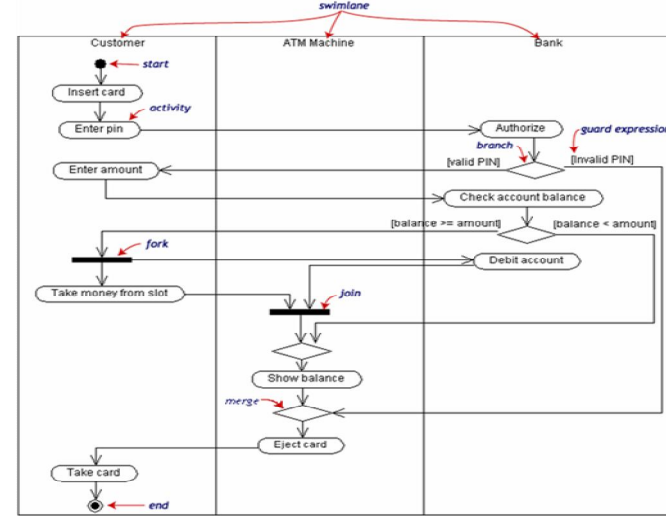 swimlane
Customer
ATM Machine
Bank
start
Insert card
activity
Enter pin
Authorize
guard expression
branch
[valid PIN]
[Invalid PIN]
Enter amount
Check account balance
[balance >= amount]
[balance < amount]
fork
Debit account
Take money from slot
join
Show balance
merge
Eject card
Take card
end